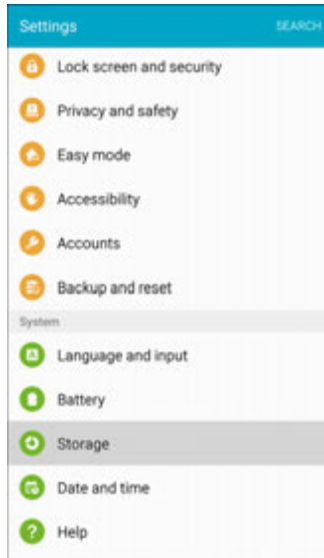 Settings
SEARCH
Lock screen and security
Privacy and safety
Easy mode
Accessibility
Accounts
Backup and reset
System
Language and input
Battery
Storage
Date and time
Help